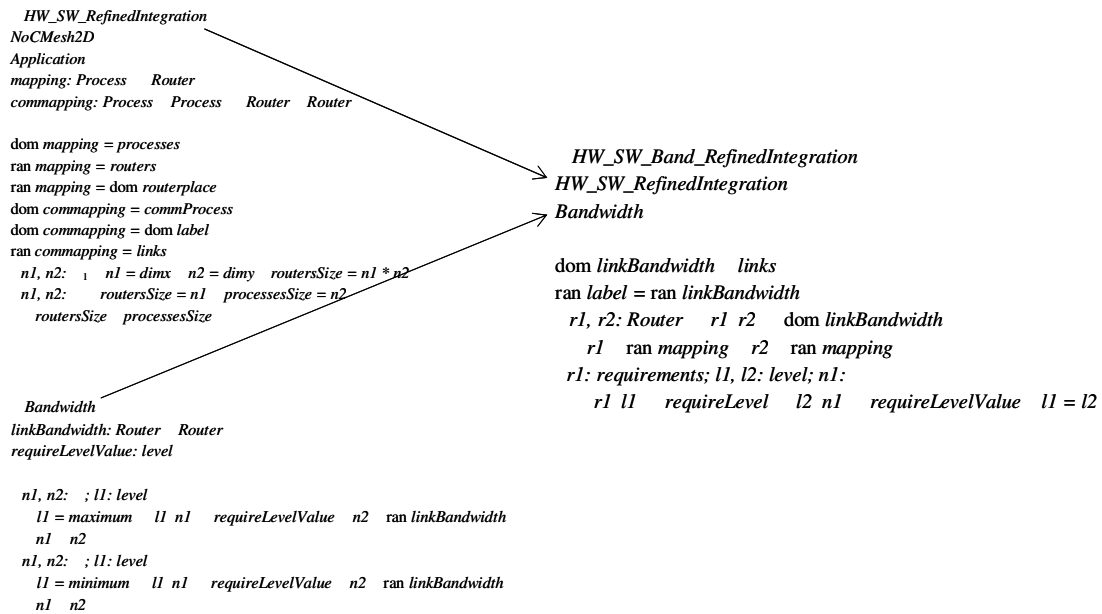 HW_SW_RefinedIntegration
NoCMesh2D
Application
mapping: Process Router
commapping: Process Process Router Router
dom mapping = processes
ran mapping = routers
ran mapping = dom routerplace
dom commapping = commProcess
dom commapping = dom label
ran commapping = links
n1, n2: 1 n1 = dimx n2 = dimy routersSize = n1 * n2
n1, n2: routersSize = n1 processesSize = n2
routersSize processesSize
Bandwidth
linkBandwidth: Router Router
requireLevelValue: level
n1, n2: ; l1: level
l1 = maximum l1 n1 requireLevelValue n2 ran linkBandwidth
n1 n2
n1, n2: ; l1: level
l1 = minimum l1 n1 requireLevelValue n2 ran linkBandwidth
n1 n2
HW_SW_Band_RefinedIntegration
HW_SW_RefinedIntegration
Bandwidth
dom linkBandwidth links
ran label = ran linkBandwidth
r1, r2: Router r1 r2 dom linkBandwidth
r1 ran mapping r2 ran mapping
r1: requirements; l1, l2: level; n1:
r1 l1 requireLevel l2 n1 requireLevelValue l1 = l2